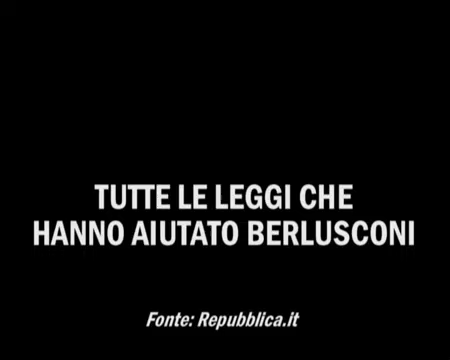 TUTTE LE LEGGI CHE
HANNO AIUTATO BERLUSCONI
Fonte: Repubblica.it